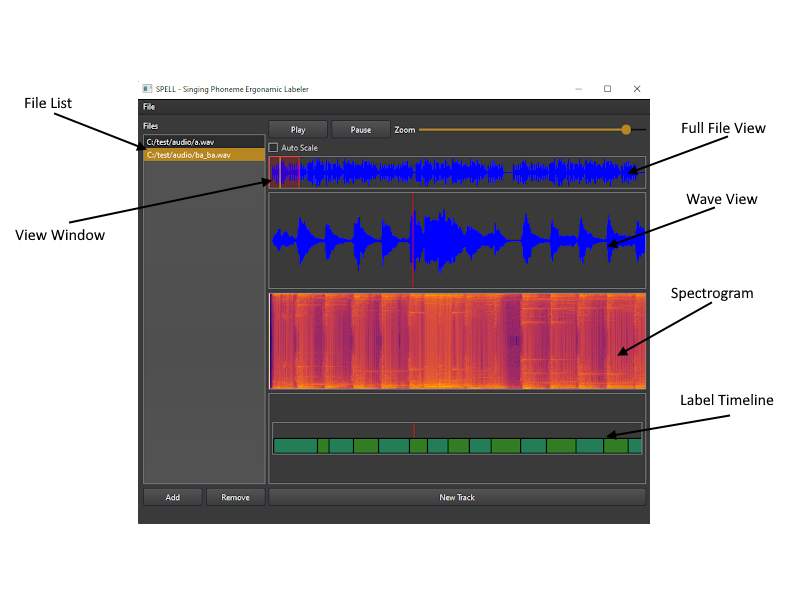 SPELL - Singing Phoneme Ergonamic Labeler
File
File List
Files
Play
Pause
Zoom
Full File View
C:/test/audio/a.wav
Auto Scale
C:/test/audio/ba_ba.wav
Wave View
View Window
Spectrogram
Label Timeline
Add
Remove
New Track